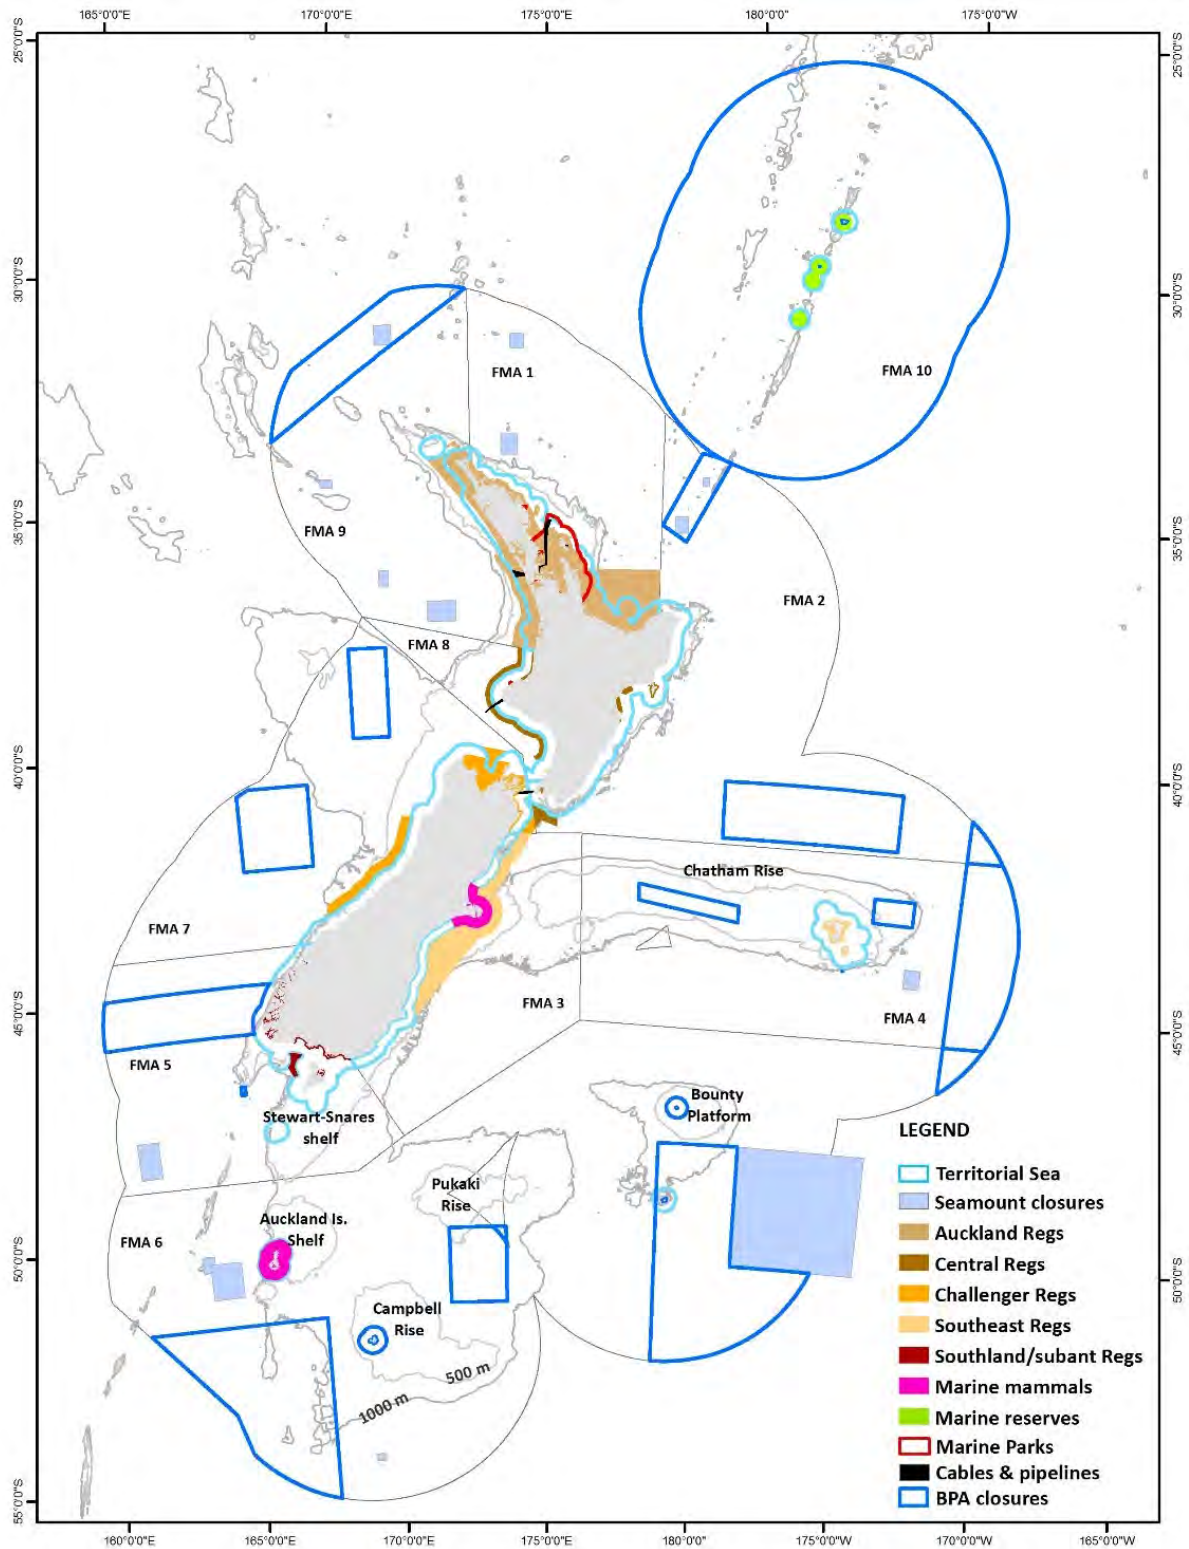 165°0'0"E 170°0'0"E 175°0'0"E 180°0'0" 175°0'0"W
25°0'0"S 25°0'0"S
30°0'0"S 30°0'0"S
FMA 1 FMA 10
35°0'0"S 35°0'0"S
FMA 9
FMA 2
FMA 8
40°0'0"S 40°0'0"S
Chatham Rise
FMA 7
FMA 3
45°0'0"S FMA 4 45°0'0"S
FMA 5
Bounty
Platform
Stewart-Snares
shelf
LEGEND
Territorial Sea
Pukaki
Rise
Seamount closures
Auckland Is.
Shelf
Auckland Regs
FMA 6
50°0'0"S 50°0'0"S
Central Regs
Challenger Regs
Campbell
Rise
Southeast Regs
Southland/subant Regs
500 m
Marine mammals
1000 m
Marine reserves
Marine Parks
Cables & pipelines
BPA closures
55°0'0"S
160°0'0"E 165°0'0"E 170°0'0"E 175°0'0"E 180°0'0" 175°0'0"W 170°0'0"W 165°0'0"W